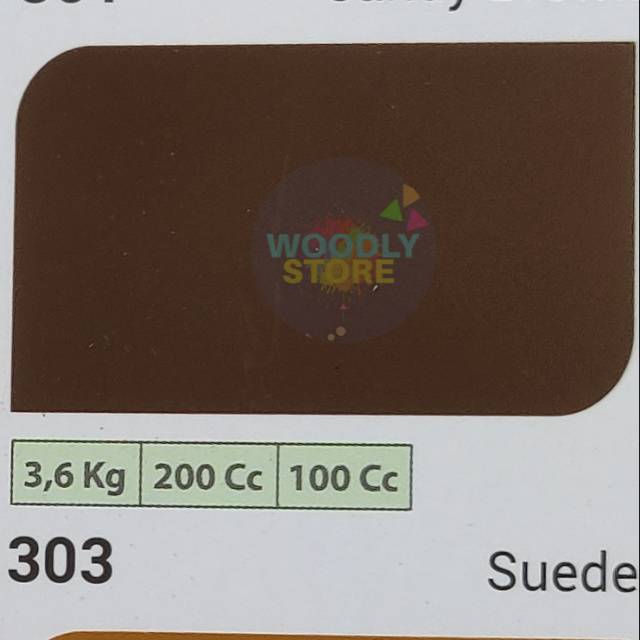 WOODLY
STORE
3,6 Kg 200 Cc 100 Cc
303 Suede